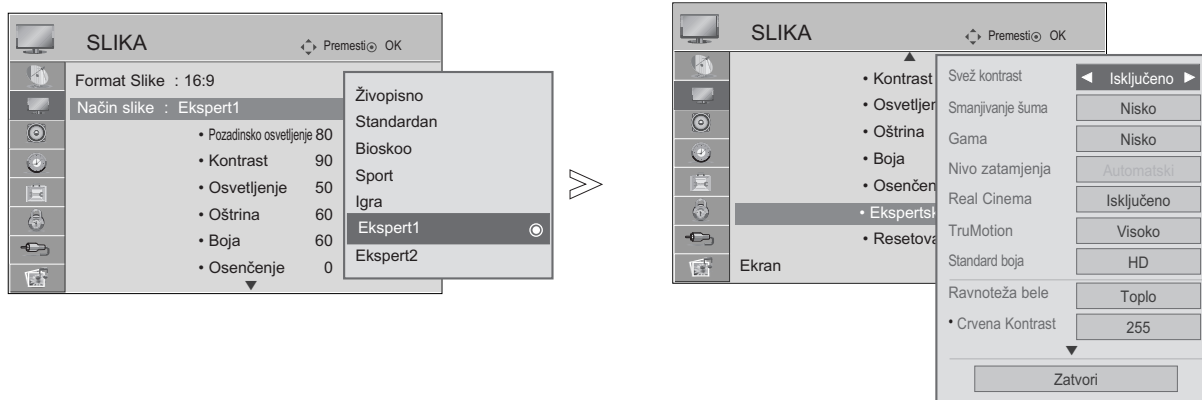 SLIKA
Premesti OK
Format Slike : 16:9
Način slike : Ekspert1
• Pozadinsko osvetljenje 80
• Kontrast 90
• Osvetljenje 50
• Oštrina 60
• Boja 60
• Osenčenje 0
Živopisno
Standardan
Bioskoo
Sport
Igra
Ekspert1
Ekspert2
SLIKA
Premesti OK
• Kontrast
• Osvetljer
• Oštrina
• Boja
• Osenčen
• Ekspertsk
• Resetova
Ekran
Svež kontrast Isključeno
Smanjivanje šuma Nisko
Gama Nisko
Nivo zatamjenja Automatski
Real Cinema Isključeno
TruMotion Visoko
Standard boja HD
Ravnoteža bele Toplo
• Crvena Kontrast 255
Zatvori